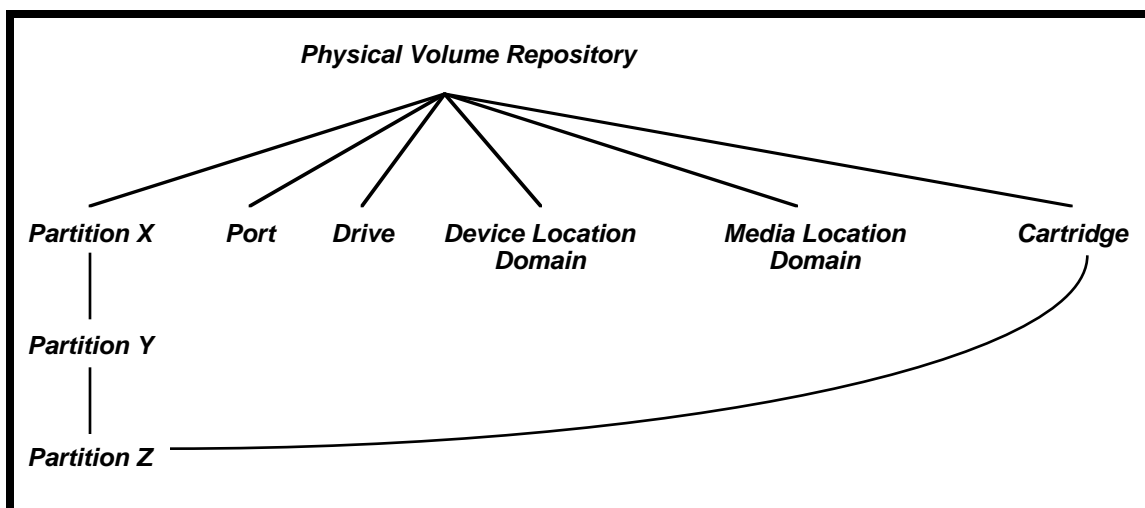 Physical Volume Repository
Partition X Port Drive Device Location Media Location Cartridge
Domain Domain
Partition Y
Partition Z